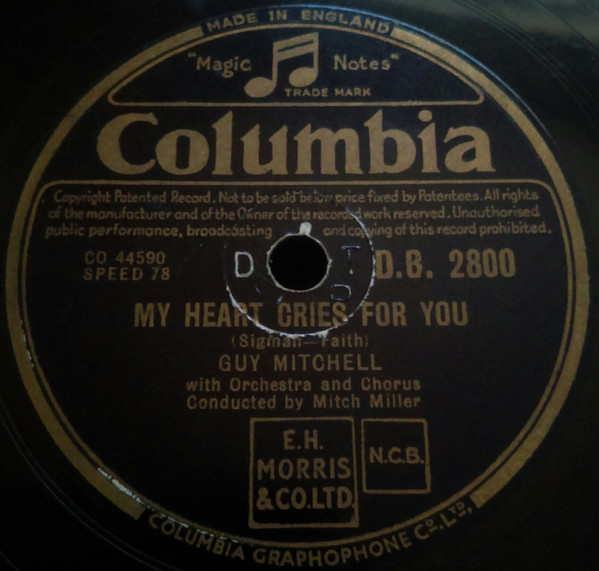 MADE IN ENGLAND
"Magic Notes"
TRADE MARK
Columbia
Copyright Patented Record. Not to be sold below price fixed by Patentees. All rights
of the manufacturer and of the Owner of the recorded work reserved. Unauthorised
public performance, broadcasting and copying of this record prohibited.
CO 44590
SPEED 78
D.B. 2800
MY HEART CRIES FOR YOU
(Sigman—Faith)
GUY MITCHELL
with Orchestra and Chorus
Conducted by Mitch Miller
E.H.
MORRIS
& CO. LTD.
N.C.B.
COLUMBIA GRAPHOPHONE CO. LTD.